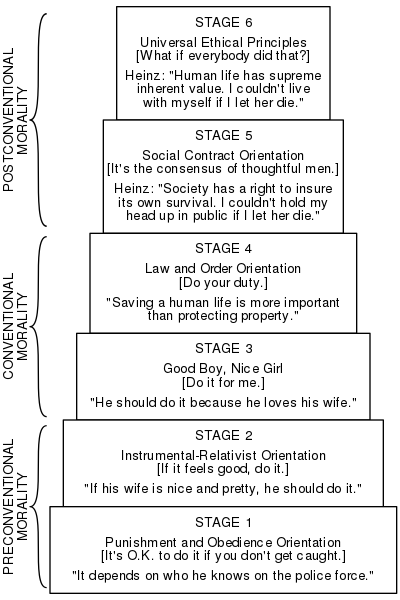 STAGE 6
Universal Ethical Principles
[What if everybody did that?]
Heinz: "Human life has supreme
inherent value. I couldn't live
with myself if I let her die."
STAGE 5
Social Contract Orientation
[It's the consensus of thoughtful men.]
Heinz: "Society has a right to insure
its own survival. I couldn't hold my
head up in public if I let her die."
POSTCONVENTIONAL
MORALITY
STAGE 4
Law and Order Orientation
[Do your duty.]
"Saving a human life is more important
than protecting property."
STAGE 3
Good Boy, Nice Girl
[Do it for me.]
"He should do it because he loves his wife."
CONVENTIONAL
MORALITY
STAGE 2
Instrumental-Relativist Orientation
[If it feels good, do it.]
"If his wife is nice and pretty, he should do it."
STAGE 1
Punishment and Obedience Orientation
[It's O.K. to do it if you don't get caught.]
"It depends on who he knows on the police force."
PRECONVENTIONAL
MORALITY